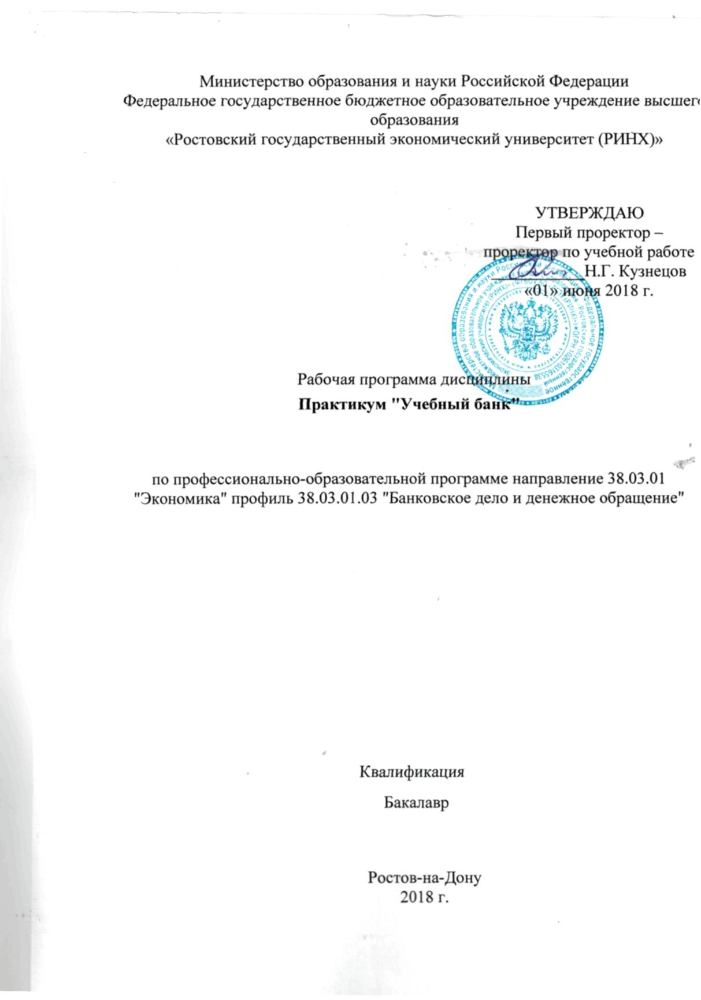 Министерство образования и науки Российской Федерации
Федеральное государственное бюджетное образовательное учреждение высшего
образования
«Ростовский государственный экономический университет (РИНХ)»
УТВЕРЖДАЮ
Первый проректор –
проректор по учебной работе
Н.Г. Кузнецов
«01» июня 2018 г.
Рабочая программа дисциплины
Практикум "Учебный банк"
по профессионально-образовательной программе направление 38.03.01
"Экономика" профиль 38.03.01.03 "Банковское дело и денежное обращение"
Квалификация
Бакалавр
Ростов-на-Дону
2018 г.